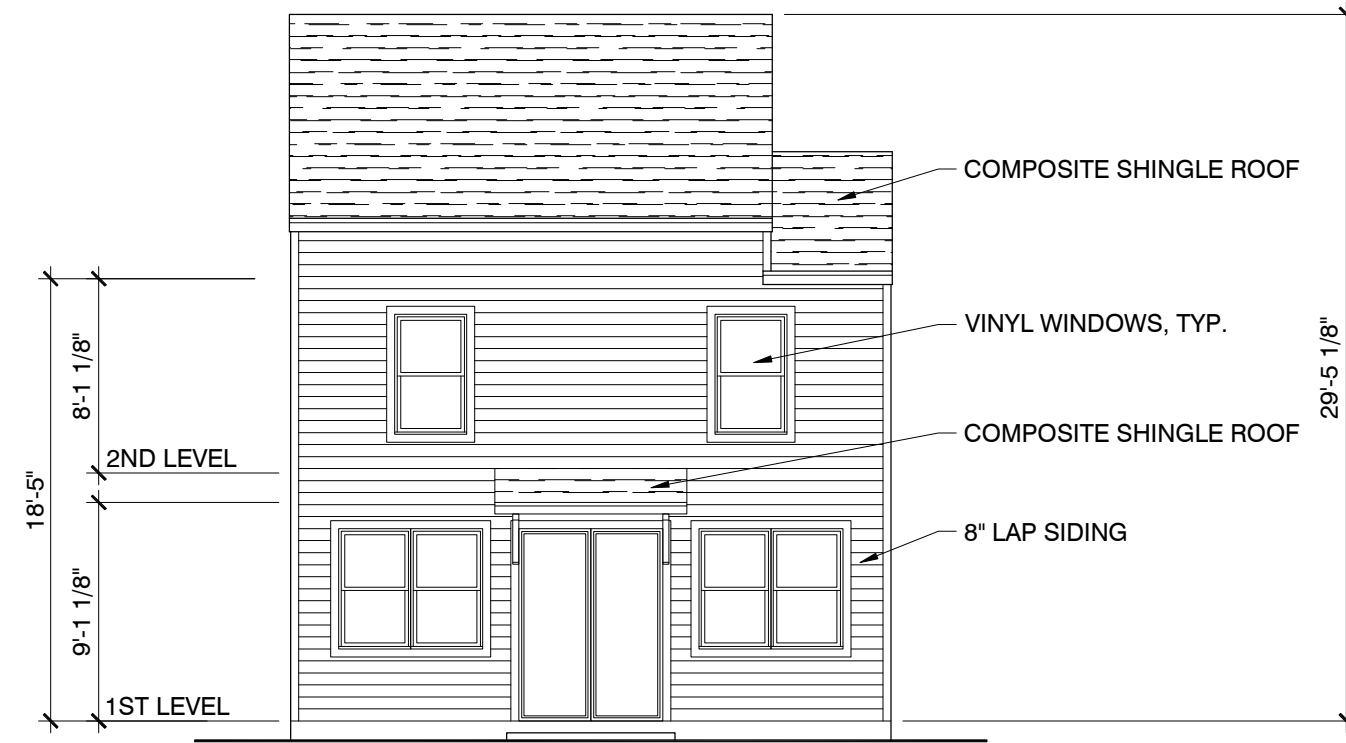 COMPOSITE SHINGLE ROOF
VINYL WINDOWS, TYP.
29'-5 1/8"
8'-1 1/8"
COMPOSITE SHINGLE ROOF
2ND LEVEL
18'-5"
8" LAP SIDING
9'-1 1/8"
1ST LEVEL